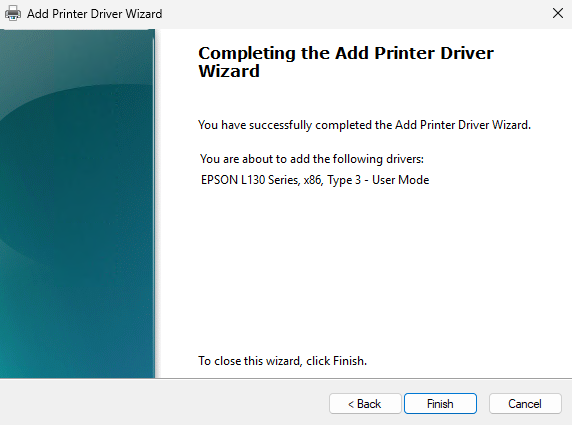 Add Printer Driver Wizard
Completing the Add Printer Driver
Wizard
You have successfully completed the Add Printer Driver Wizard.
You are about to add the following drivers:
EPSON L130 Series, x86, Type 3 - User Mode
To close this wizard, click Finish.
< Back
Finish
Cancel